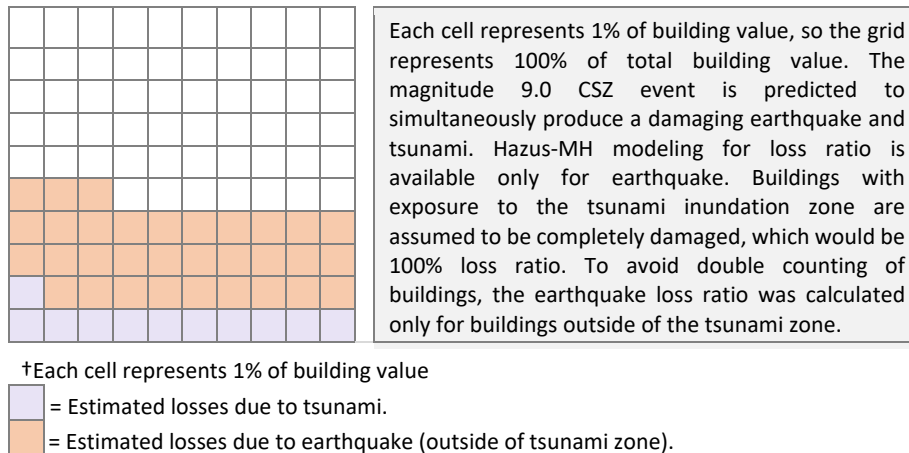 Each cell represents 1% of building value, so the grid
represents 100% of total building value. The
magnitude 9.0 CSZ event is predicted to
simultaneously produce a damaging earthquake and
tsunami. Hazus-MH modeling for loss ratio is
available only for earthquake. Buildings with
exposure to the tsunami inundation zone are
assumed to be completely damaged, which would be
100% loss ratio. To avoid double counting of
buildings, the earthquake loss ratio was calculated
only for buildings outside of the tsunami zone.
†Each cell represents 1% of building value
= Estimated losses due to tsunami.
= Estimated losses due to earthquake (outside of tsunami zone).